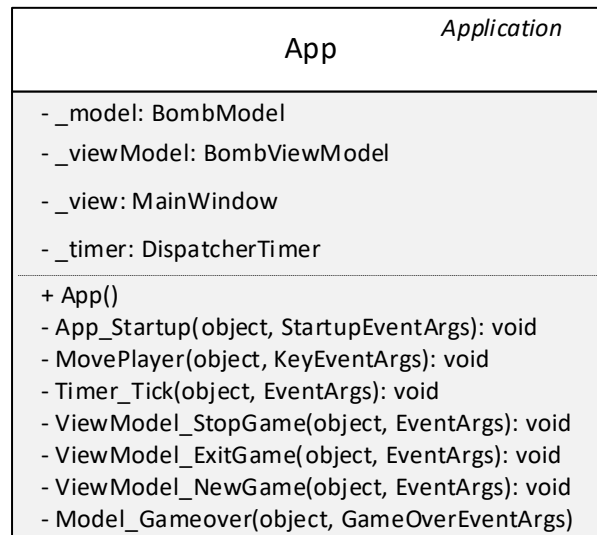 Application
App
- _model: BombModel
- _viewModel: BombViewModel
- _view: MainWindow
- _timer: DispatcherTimer
+ App()
- App_Startup(object, StartupEventArgs): void
- MovePlayer(object, KeyEventArgs): void
- Timer_Tick(object, EventArgs): void
- ViewModel_StopGame(object, EventArgs): void
- ViewModel_ExitGame(object, EventArgs): void
- ViewModel_NewGame(object, EventArgs): void
- Model_Gameover(object, GameOverEventArgs)